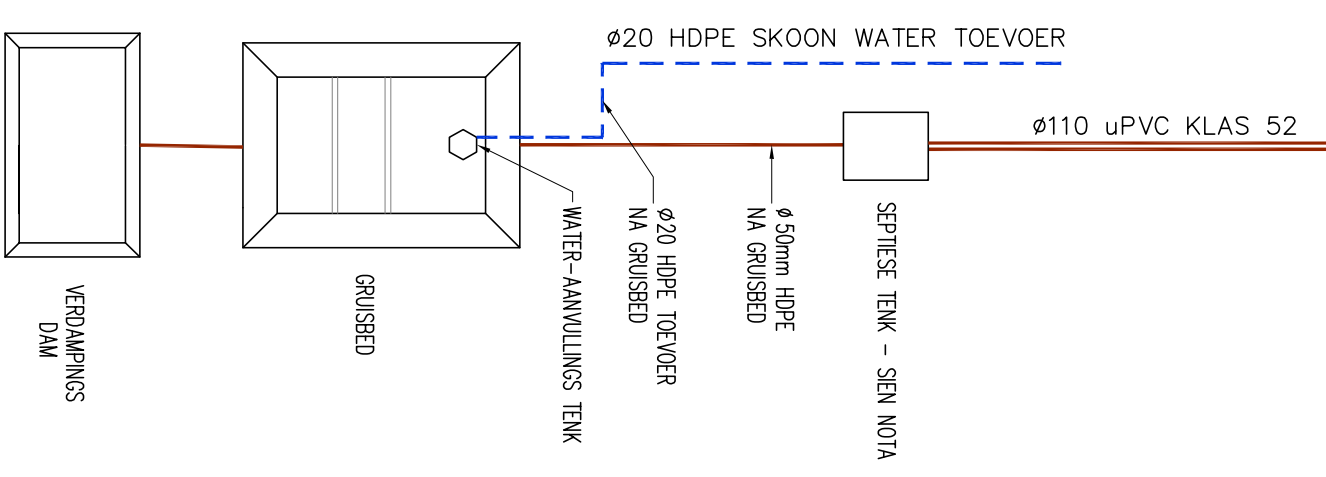 ø20 HDPE SKOON WATER TOEVOER
ø110 uPVC KLAS 52
SEPTIESE TENK - SIEN NOTA
ø50mm HDPE
NA GRUISBED
ø20 HDPE TOEVOER
NA GRUISBED
WATER-AANVULLINGS TENK
GRUISBED
VERDAMPINGS
DAM